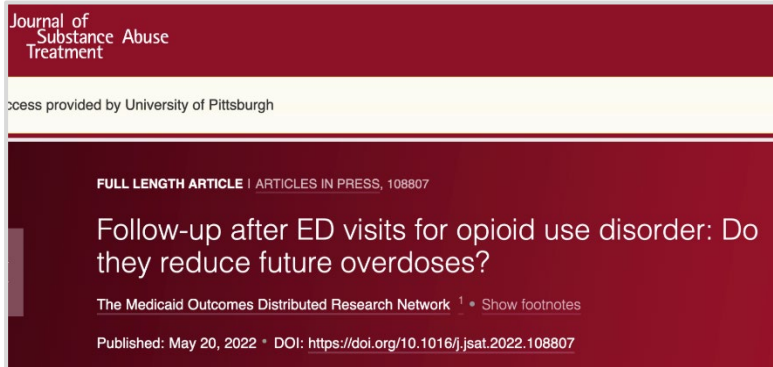 Journal of
Substance Abuse
Treatment
ccess provided by University of Pittsburgh
FULL LENGTH ARTICLE | ARTICLES IN PRESS, 108807
Follow-up after ED visits for opioid use disorder: Do
they reduce future overdoses?
The Medicaid Outcomes Distributed Research Network 1 • Show footnotes
Published: May 20, 2022 • DOI: https://doi.org/10.1016/j.jsat.2022.108807